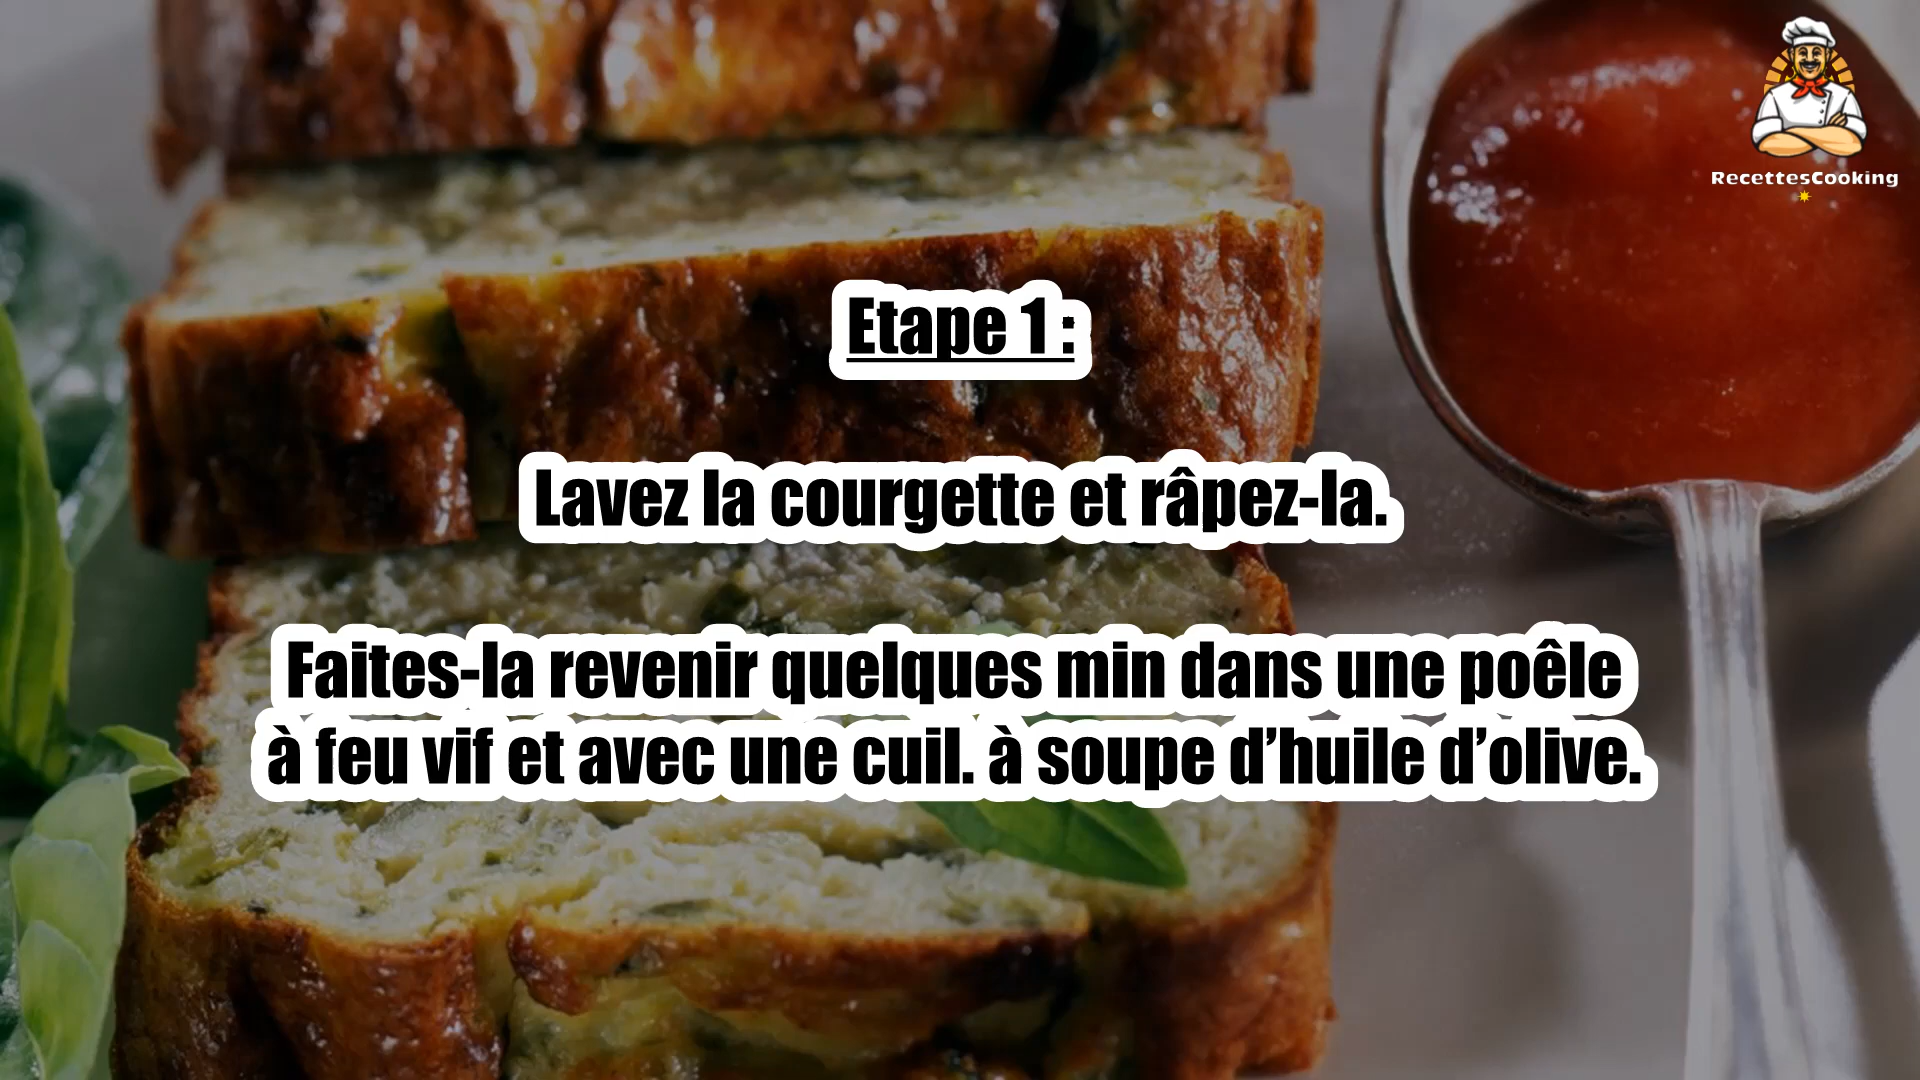 RecettesCooking
Etape 1 :
Lavez la courgette et râpez-la.
Faites-la revenir quelques min dans une poêle
à feu vif et avec une cuil. à soupe d’huile d’olive.